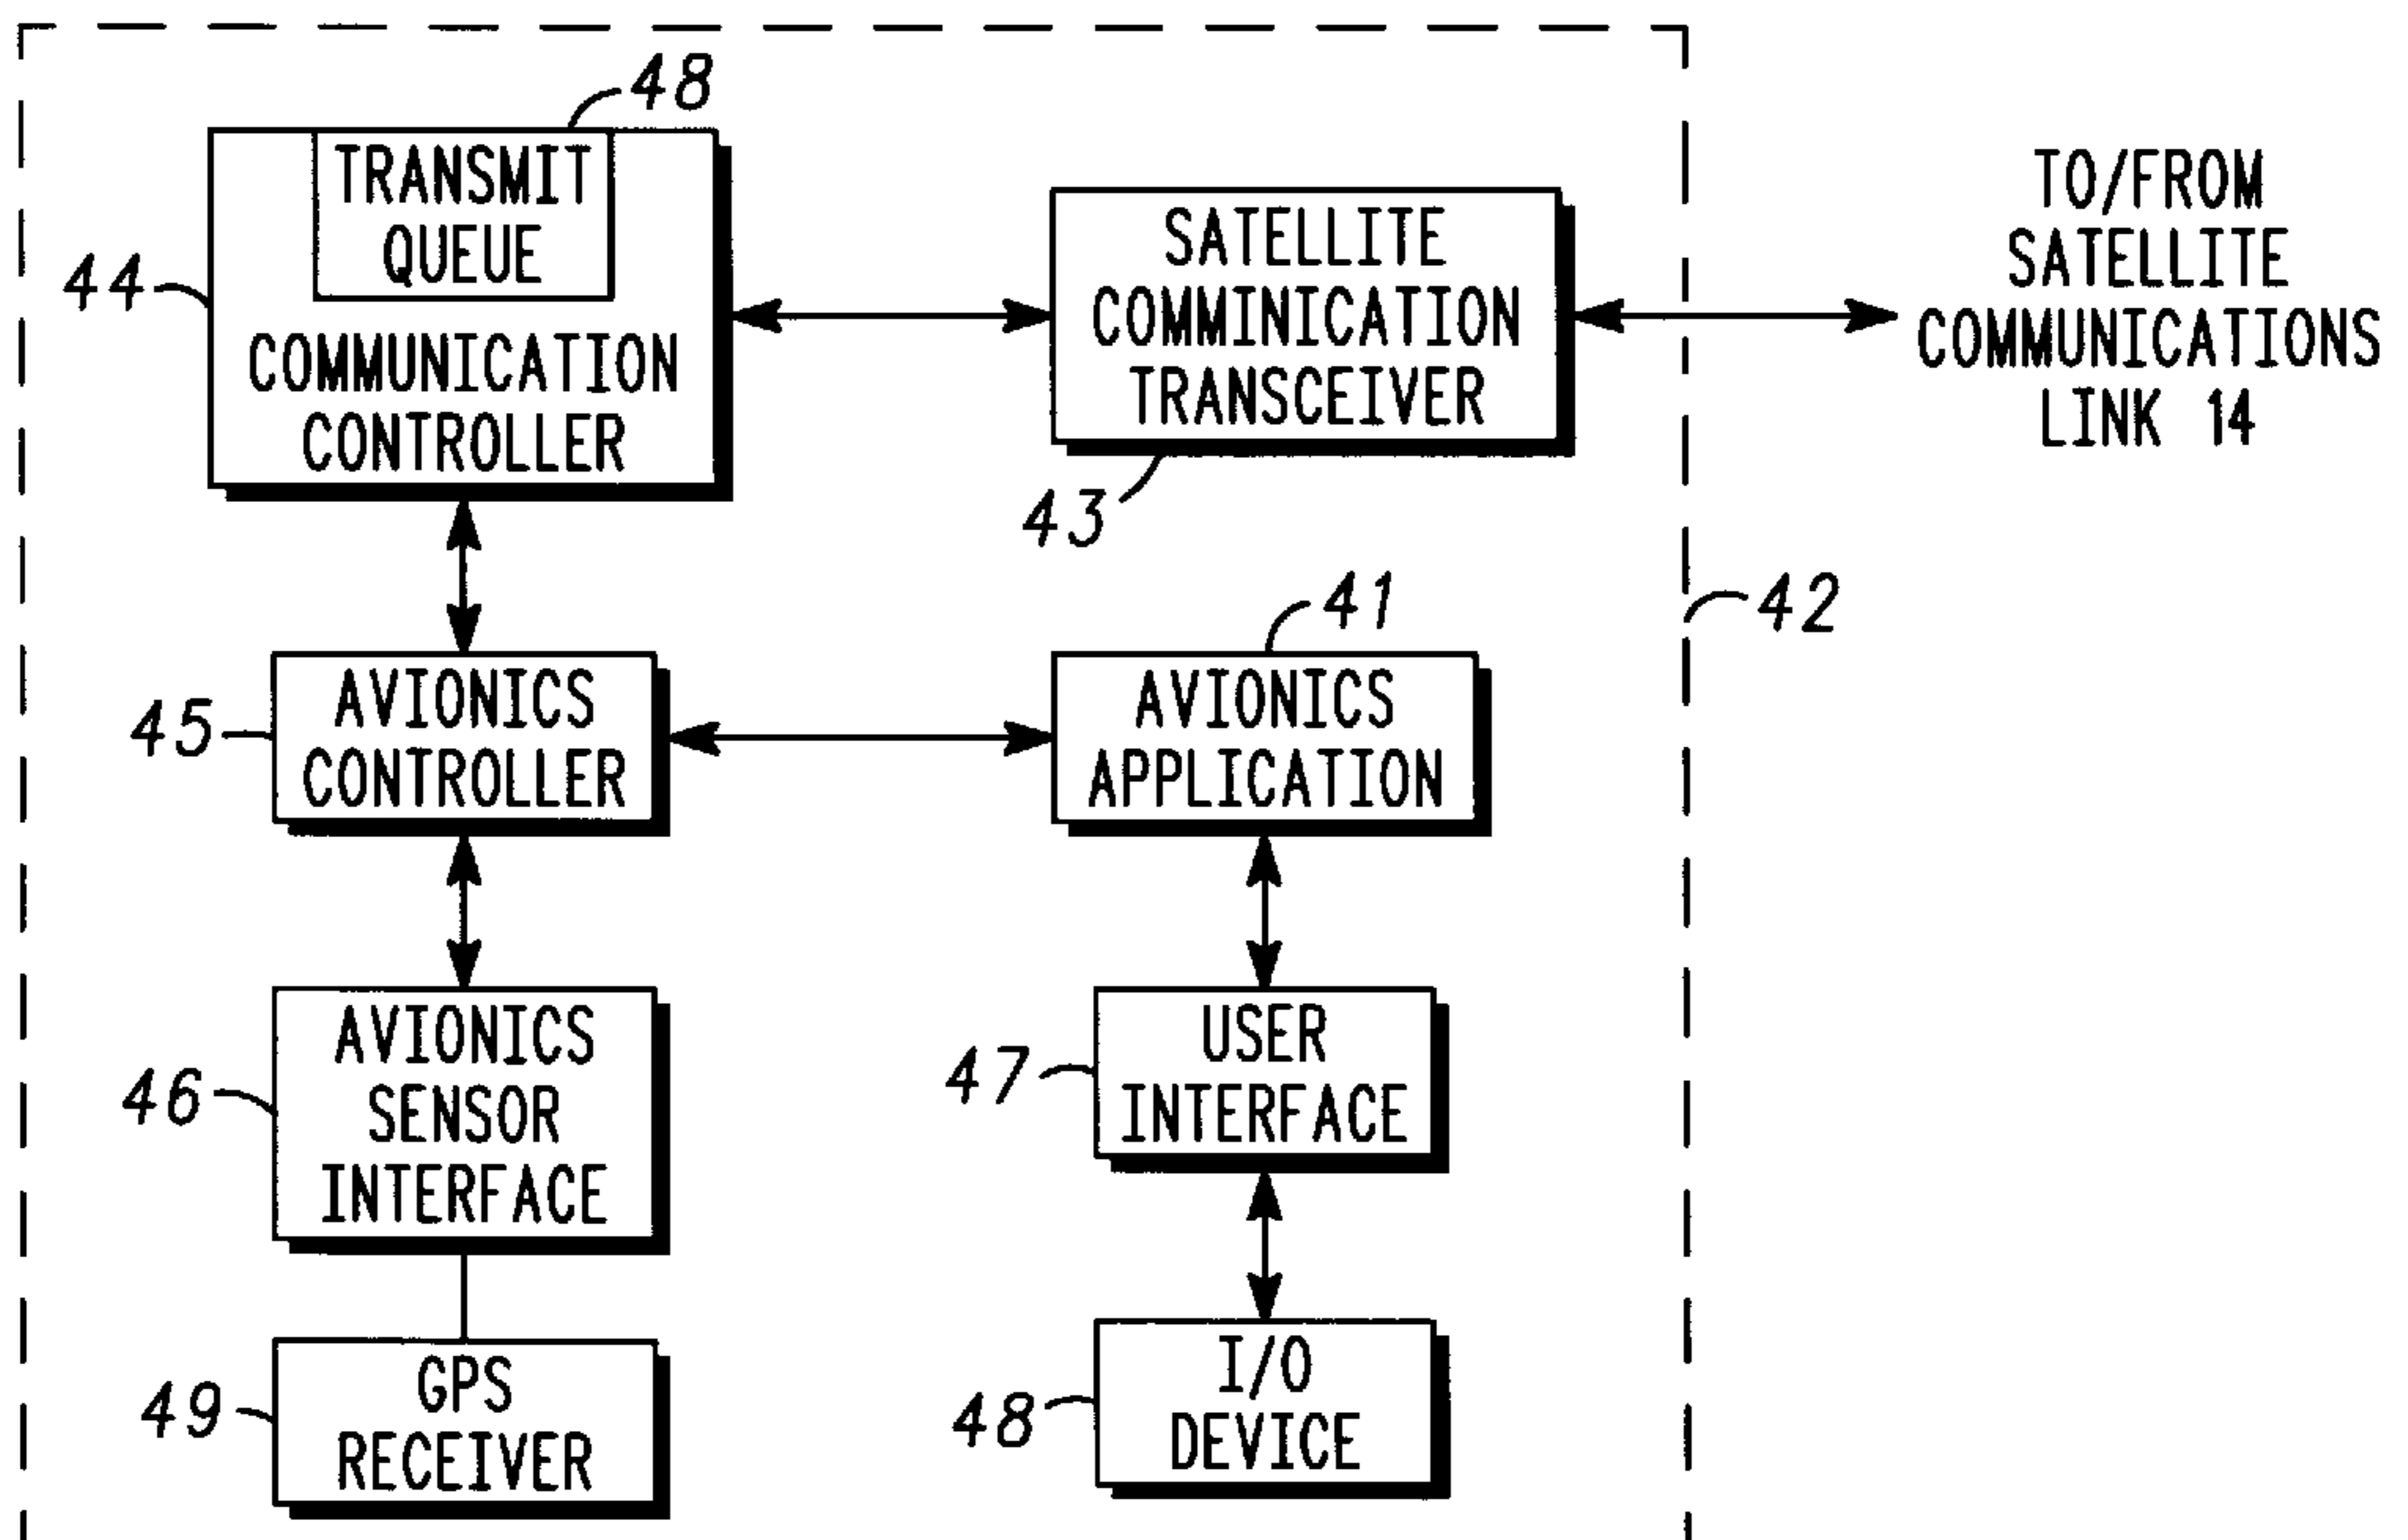 48
TRANSMIT
QUEUE
44
COMMUNICATION
CONTROLLER
SATELLITE
COMMINICATION
TRANSCEIVER
43
TO/FROM
SATELLITE
COMMUNICATIONS
LINK 14
42
45
AVIONICS
CONTROLLER
41
AVIONICS
APPLICATION
46
AVIONICS
SENSOR
INTERFACE
47
USER
INTERFACE
49
GPS
RECEIVER
48
I/O
DEVICE